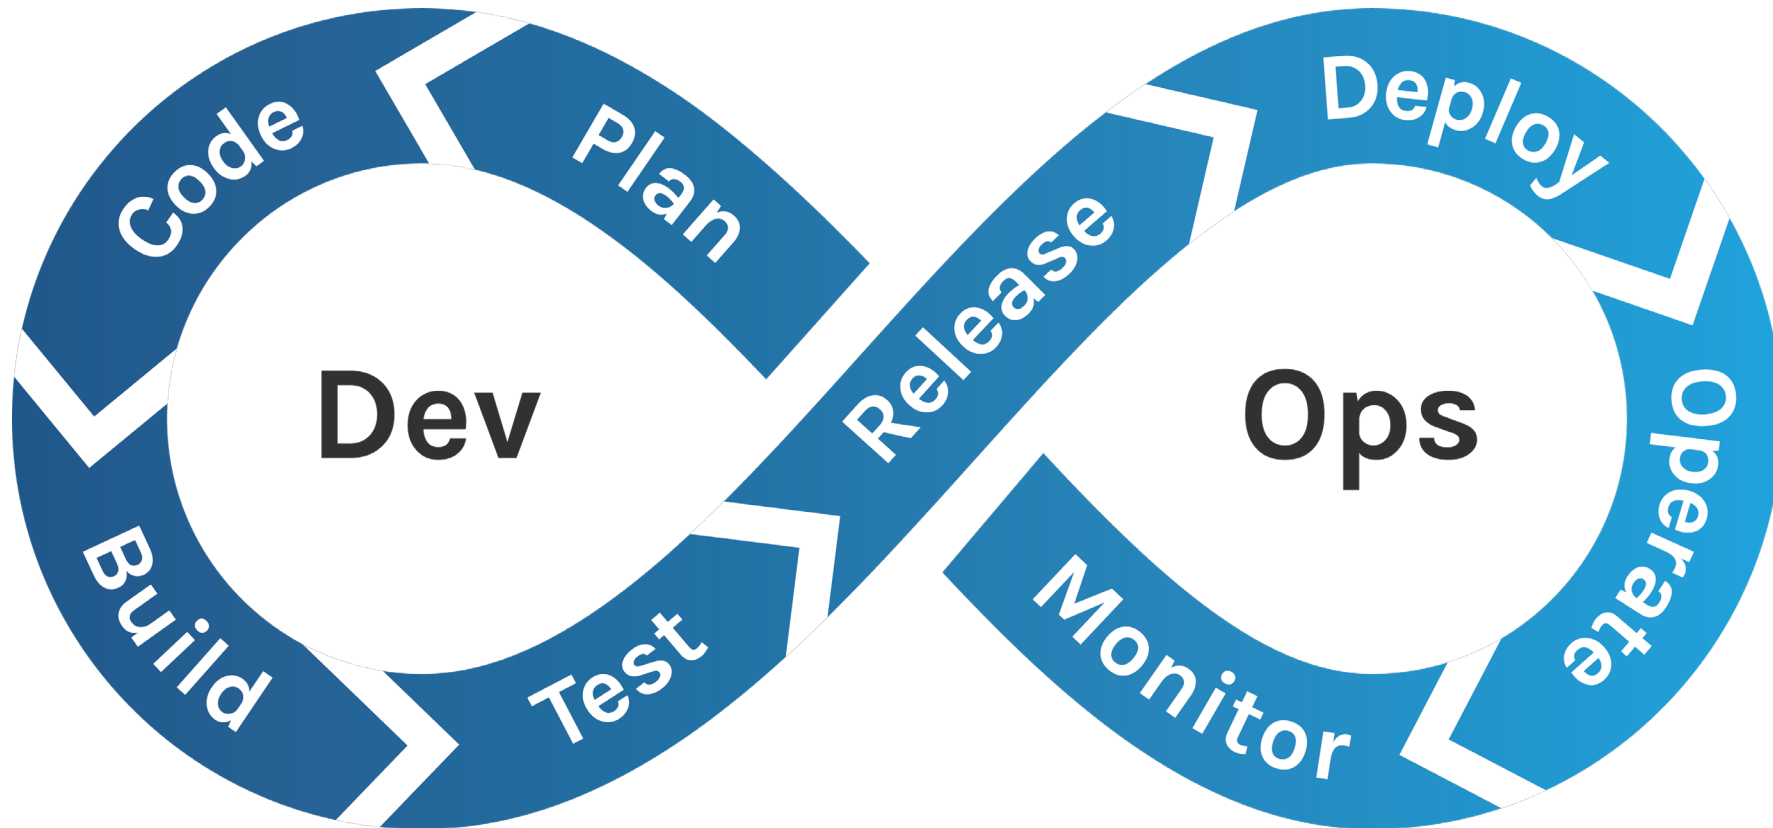 Plan
Code
Build
Test
Release
Deploy
Operate
Monitor
Dev
Ops